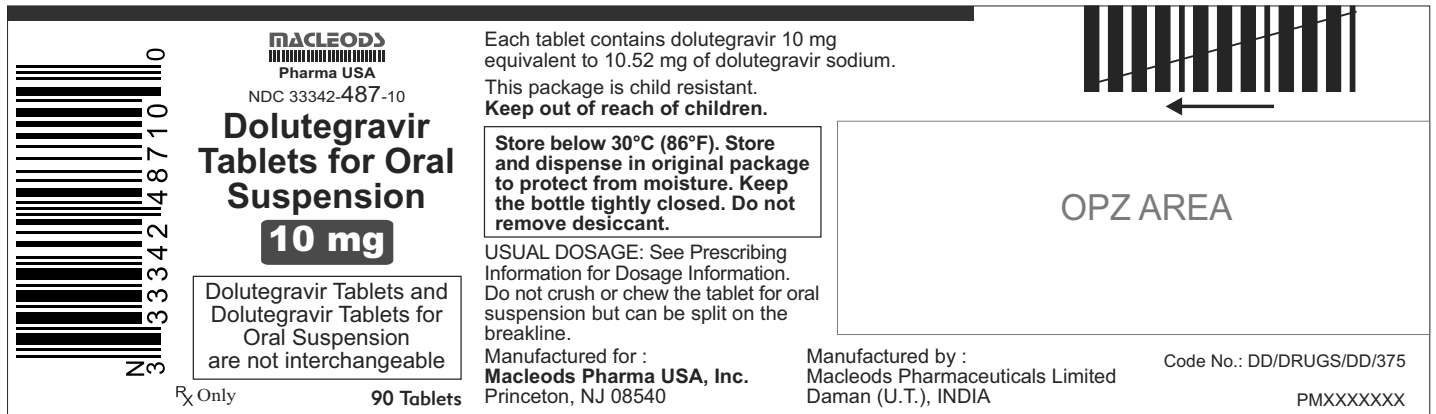 N 3 33342 48710 0
MACLEODS
Pharma USA
NDC 33342-487-10
Dolutegravir
Tablets for Oral
Suspension
10 mg
Dolutegravir Tablets and
Dolutegravir Tablets for
Oral Suspension
are not interchangeable
Rx Only
90 Tablets
Each tablet contains dolutegravir 10 mg
equivalent to 10.52 mg of dolutegravir sodium.
This package is child resistant.
Keep out of reach of children.
Store below 30°C (86°F). Store
and dispense in original package
to protect from moisture. Keep
the bottle tightly closed. Do not
remove desiccant.
USUAL DOSAGE: See Prescribing
Information for Dosage Information.
Do not crush or chew the tablet for oral
suspension but can be split on the
breakline.
Manufactured for :
Macleods Pharma USA, Inc.
Princeton, NJ 08540
Manufactured by :
Macleods Pharmaceuticals Limited
Daman (U.T.), INDIA
OPZ AREA
Code No.: DD/DRUGS/DD/375
PMXXXXXXX